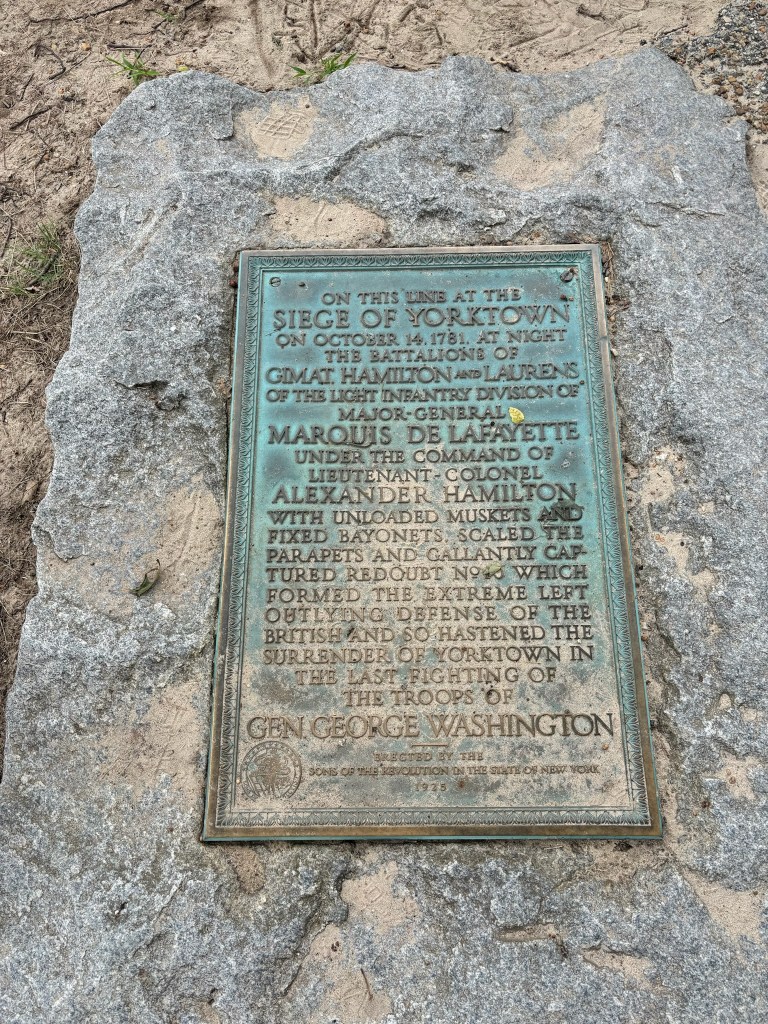 ON THIS LINE AT THE
SIEGE OF YORKTOWN
ON OCTOBER 14, 1781, AT NIGHT
THE BATTALIONS OF
GIMAT, HAMILTON AND LAURENS
OF THE LIGHT INFANTRY DIVISION OF
MAJOR-GENERAL
MARQUIS DE LAFAYETTE
UNDER THE COMMAND OF
LIEUTENANT-COLONEL
ALEXANDER HAMILTON
WITH UNLOADED MUSKETS AND
FIXED BAYONETS, SCALED THE
PARAPETS AND GALLANTLY CAP-
TURED REDOUBT No 10 WHICH
FORMED THE EXTREME LEFT
OUTLYING DEFENSE OF THE
BRITISH AND SO HASTENED THE
SURRENDER OF YORKTOWN IN
THE LAST FIGHTING OF
THE TROOPS OF
GEN. GEORGE WASHINGTON
ERECTED BY THE
SONS OF THE REVOLUTION IN THE STATE OF NEW YORK
1925